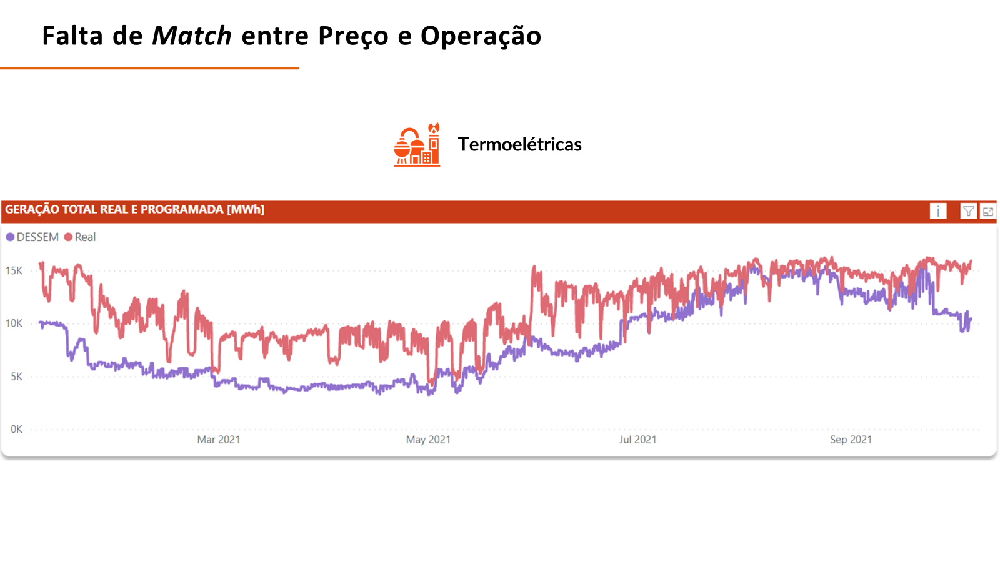 Falta de Match entre Preço e Operação
Termoelétricas
GERAÇÃO TOTAL REAL E PROGRAMADA [MWh]
i
DESSEM Real
15K
10K
5K
0K
Mar 2021 May 2021 Jul 2021 Sep 2021